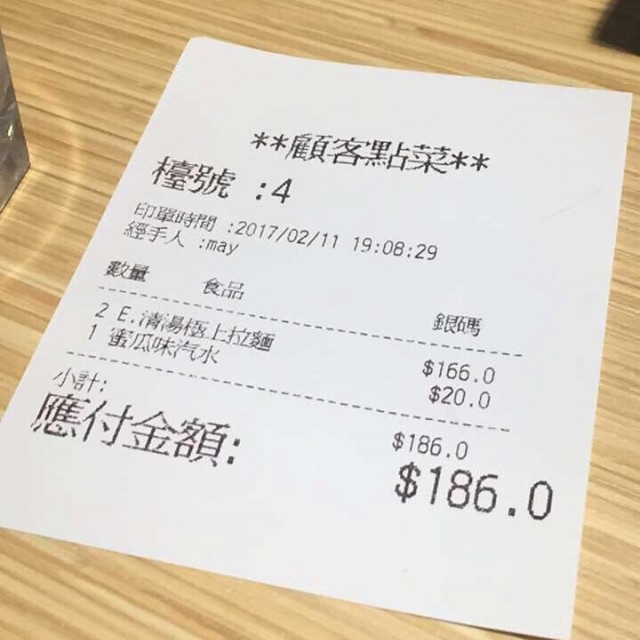 **顧客點菜**
檯號 :4
印單時間 :2017/02/11 19:08:29
經手人 :may
數量 食品 銀碼
2 E.清湯極上拉麵 $166.0
1 蜜瓜味汽水 $20.0
小計: $186.0
應付金額: $186.0